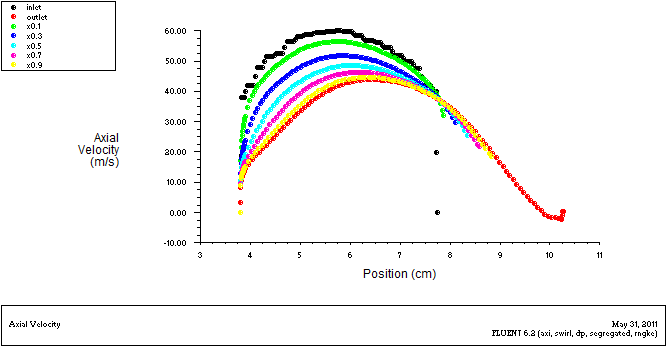 inlet
outlet
x0.1
x0.3
x0.5
x0.7
x0.9
60.00
50.00
40.00
30.00
20.00
10.00
0.00
-10.00
Axial
Velocity
(m/s)
3 4 5 6 7 8 9 10 11
Position (cm)
Axial Velocity
May 31, 2011
FLUENT 6.2 (axi, swirl, dp, segregated, rngke)